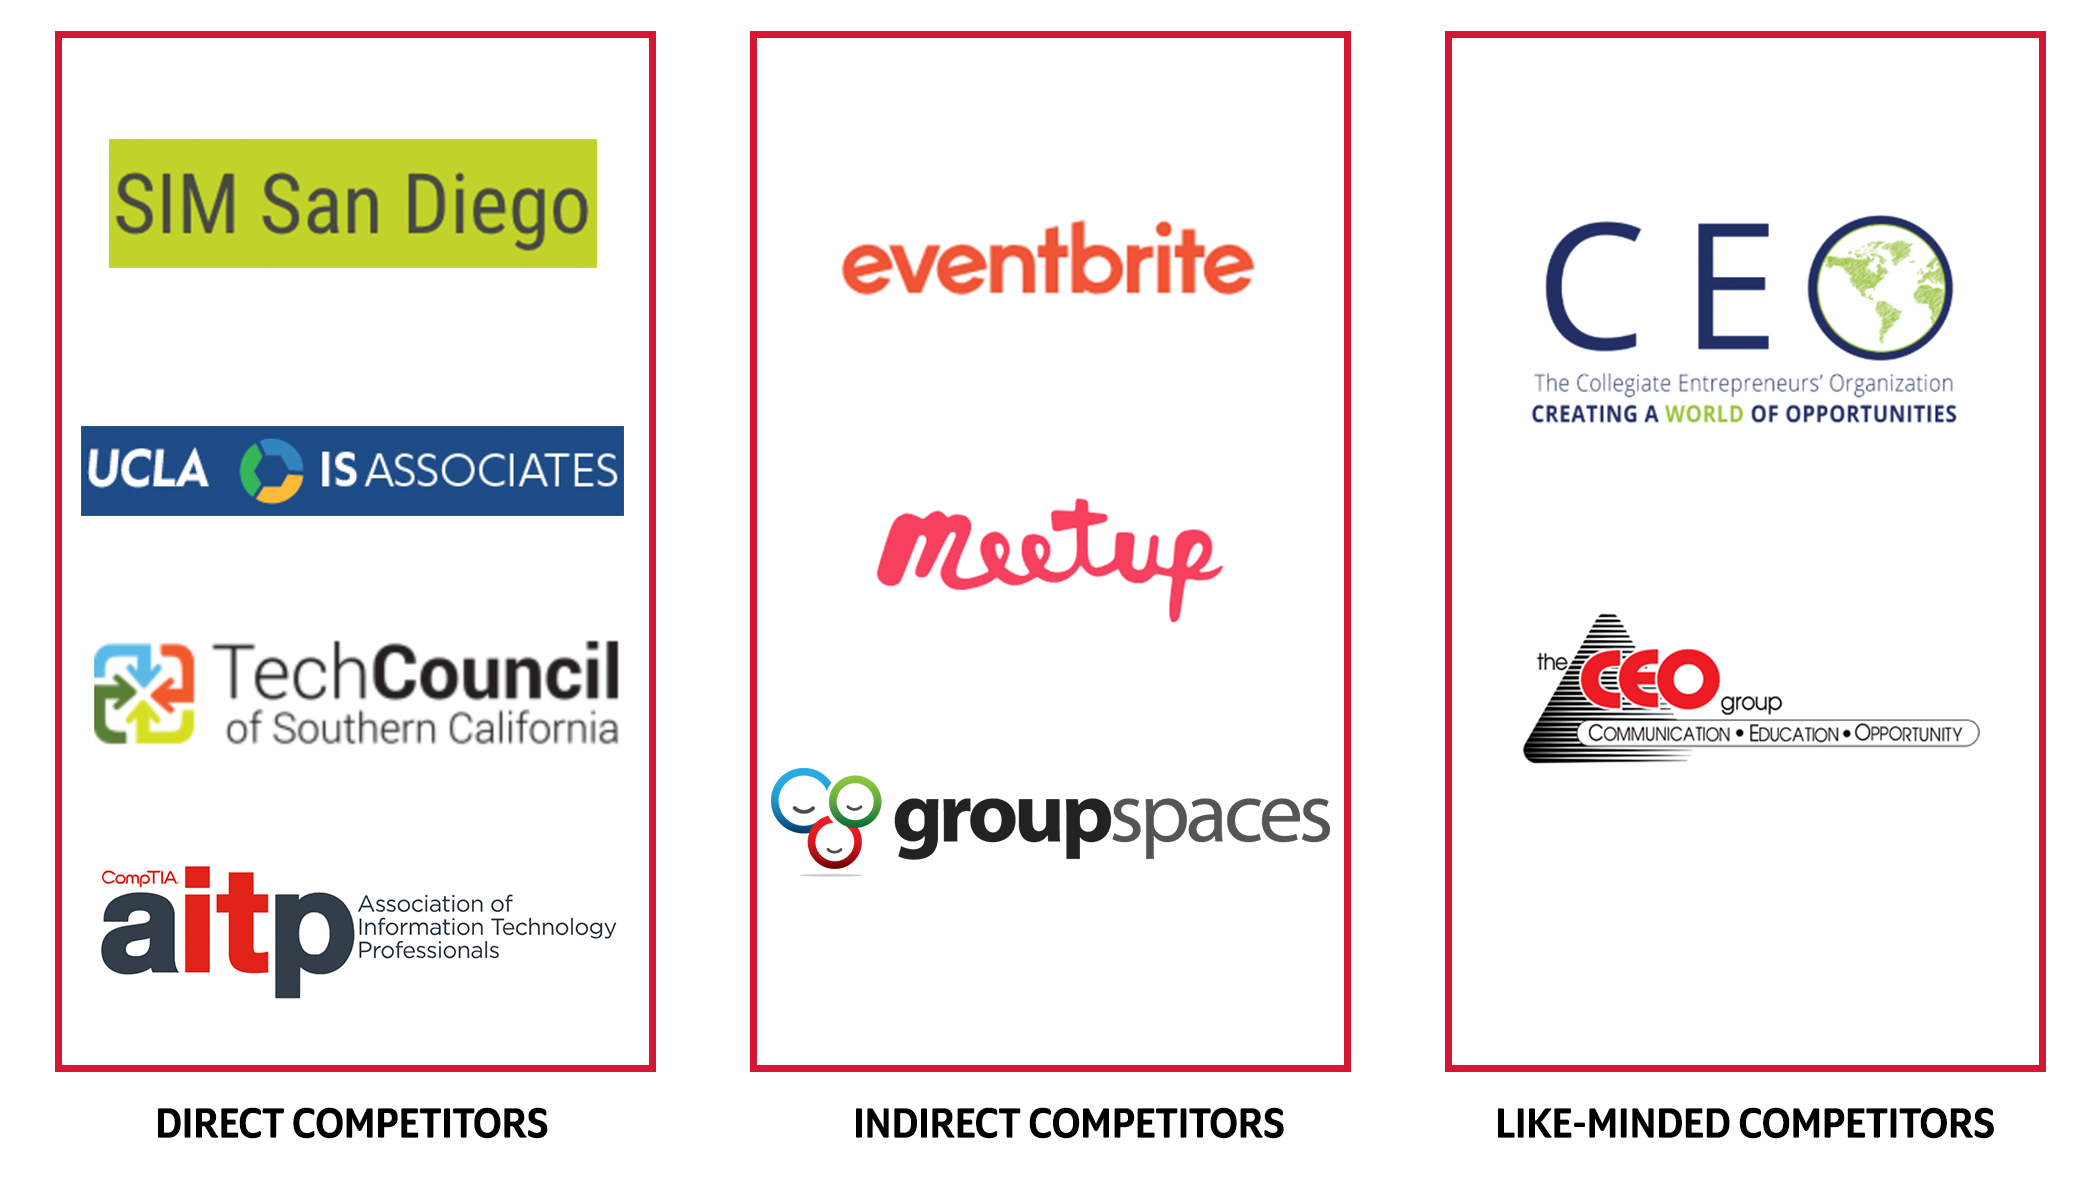 SIM San Diego
UCLA IS ASSOCIATES
TechCouncil
of Southern California
CompTIA.
aitp
Association of
Information Technology
Professionals
DIRECT COMPETITORS
eventbrite
meetup
groupspaces
INDIRECT COMPETITORS
CEO
The Collegiate Entrepreneurs' Organization
CREATING A WORLD OF OPPORTUNITIES
the CEO group
COMMUNICATION • EDUCATION • OPPORTUNITY
LIKE-MINDED COMPETITORS